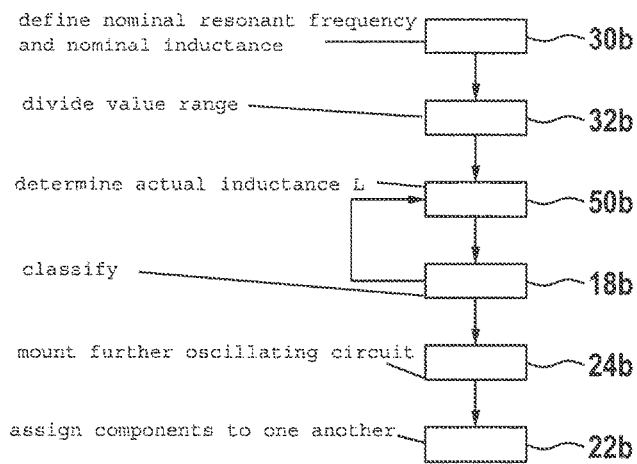 define nominal resonant frequency
and nominal inductance
30b
divide value range
32b
determine actual inductance L
50b
classify
18b
mount further oscillating circuit
24b
assign components to one another
22b